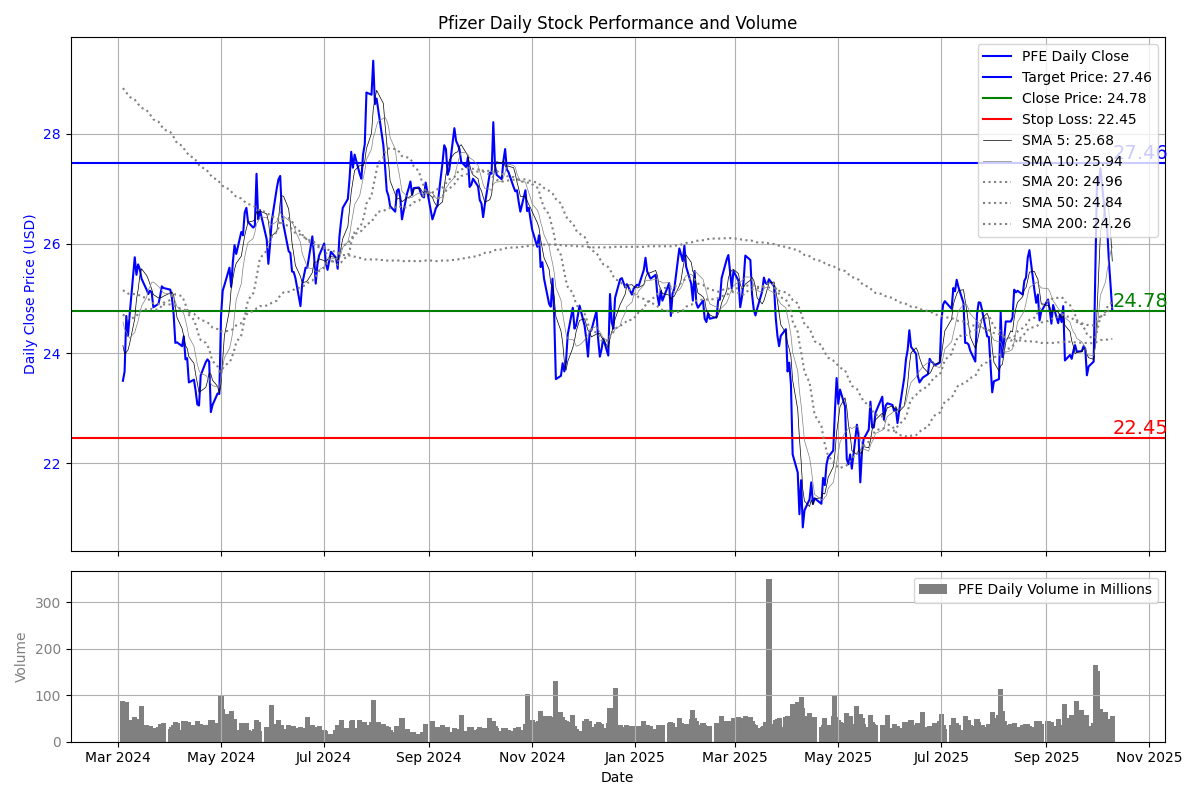 Pfizer Daily Stock Performance and Volume
Daily Close Price (USD)
28
26
24
22
PFE Daily Close
Target Price: 27.46
Close Price: 24.78
Stop Loss: 22.45
SMA 5: 25.68
SMA 10: 25.94
SMA 20: 24.96
SMA 50: 24.84
SMA 200: 24.26
27.46
24.78
22.45
Volume
300
200
100
0
PFE Daily Volume in Millions
Mar 2024 May 2024 Jul 2024 Sep 2024 Nov 2024 Jan 2025 Mar 2025 May 2025 Jul 2025 Sep 2025 Nov 2025
Date